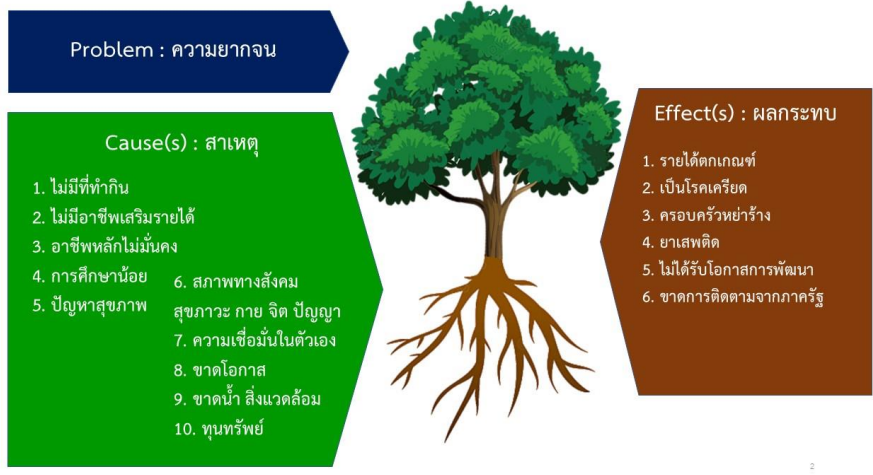 Problem : ความยากจน
Cause(s) : สาเหตุ
1. ไม่มีที่ทำกิน
2. ไม่มีอาชีพเสริมรายได้
3. อาชีพหลักไม่มั่นคง
4. การศึกษาน้อย
5. ปัญหาสุขภาพ
6. สภาพทางสังคม
สุขภาวะ กาย จิต ปัญญา
7. ความเชื่อมั่นในตัวเอง
8. ขาดโอกาส
9. ขาดน้ำ สิ่งแวดล้อม
10. ทุนทรัพย์
Effect(s) : ผลกระทบ
1. รายได้ตกเกณฑ์
2. เป็นโรคเครียด
3. ครอบครัวหย่าร้าง
4. ยาเสพติด
5. ไม่ได้รับโอกาสการพัฒนา
6. ขาดการติดตามจากภาครัฐ
2